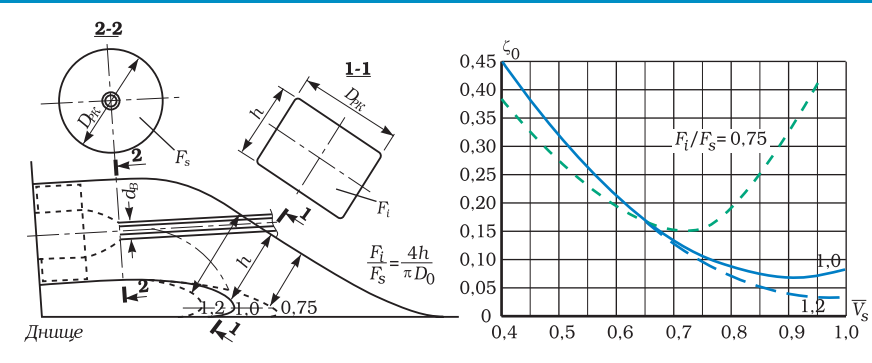 2-2
D_РК
F_s
1-1
h
D_РК
F_i
2
d_В
h
F_i/F_s = 4h/πD_0
2
1,2 1,0 0,75
1
1
Днище
ζ_0
0,45
0,40
0,35
0,30
0,25
0,20
0,15
0,10
0,05
0
F_i/F_s = 0,75
1,0
1,2
V̅_s
0,4 0,5 0,6 0,7 0,8 0,9 1,0